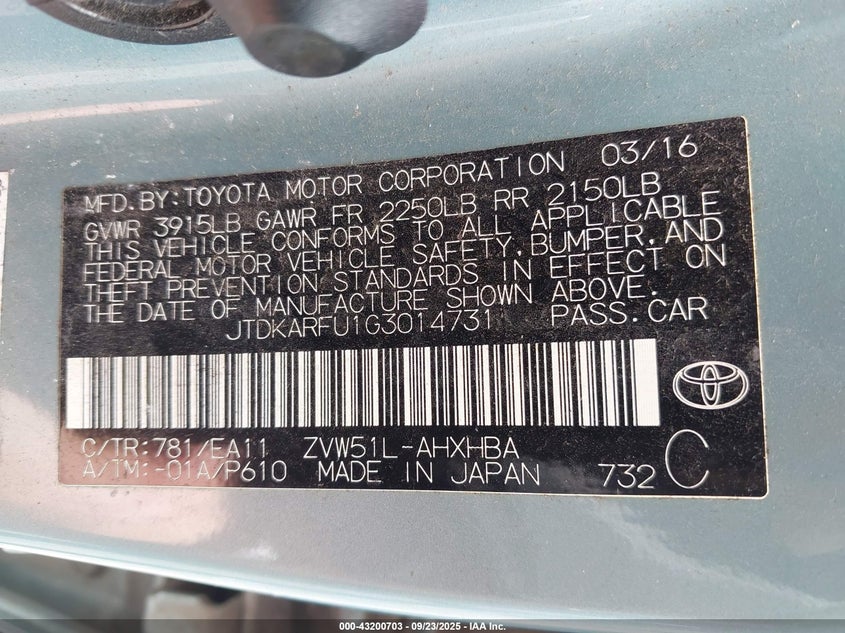 MFD.BY:TOYOTA MOTOR CORPORATION 03/16
GVWR 3915LB GAWR FR 2250LB RR 2150LB
THIS VEHICLE CONFORMS TO ALL APPLICABLE
FEDERAL MOTOR VEHICLE SAFETY,BUMPER,AND
THEFT PREVENTION STANDARDS IN EFFECT ON
THE DATE OF MANUFACTURE SHOWN ABOVE.
JTDKARFU1G3014731 PASS.CAR
C/TR:781/EA11 ZVW51L-AHXHBA
A/TM:-01A/P610 MADE IN JAPAN 732 C
000-43200703 - 09/23/2025 - IAA Inc.